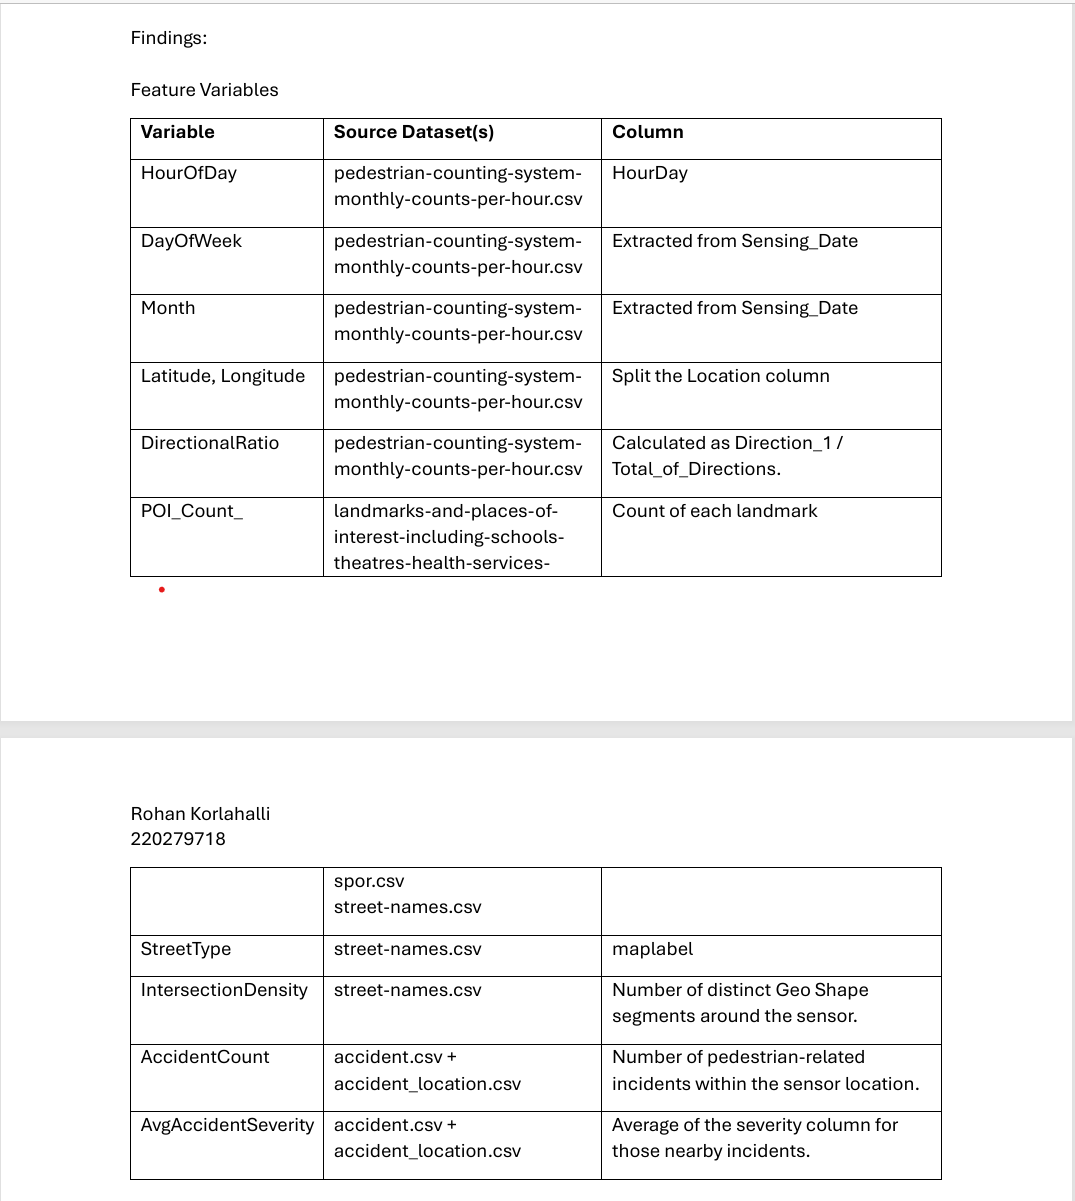 Findings:
Feature Variables
Variable Source Dataset(s) Column
HourOfDay pedestrian-counting-system- HourDay
monthly-counts-per-hour.csv
DayOfWeek pedestrian-counting-system- Extracted from Sensing_Date
monthly-counts-per-hour.csv
Month pedestrian-counting-system- Extracted from Sensing_Date
monthly-counts-per-hour.csv
Latitude, Longitude pedestrian-counting-system- Split the Location column
monthly-counts-per-hour.csv
DirectionalRatio pedestrian-counting-system- Calculated as Direction_1 /
monthly-counts-per-hour.csv Total_of_Directions.
POI_Count_ landmarks-and-places-of- Count of each landmark
interest-including-schools-
theatres-health-services-
Rohan Korlahalli
220279718
spor.csv
street-names.csv
StreetType street-names.csv maplabel
IntersectionDensity street-names.csv Number of distinct Geo Shape
segments around the sensor.
AccidentCount accident.csv + Number of pedestrian-related
accident_location.csv incidents within the sensor location.
AvgAccidentSeverity accident.csv + Average of the severity column for
accident_location.csv those nearby incidents.